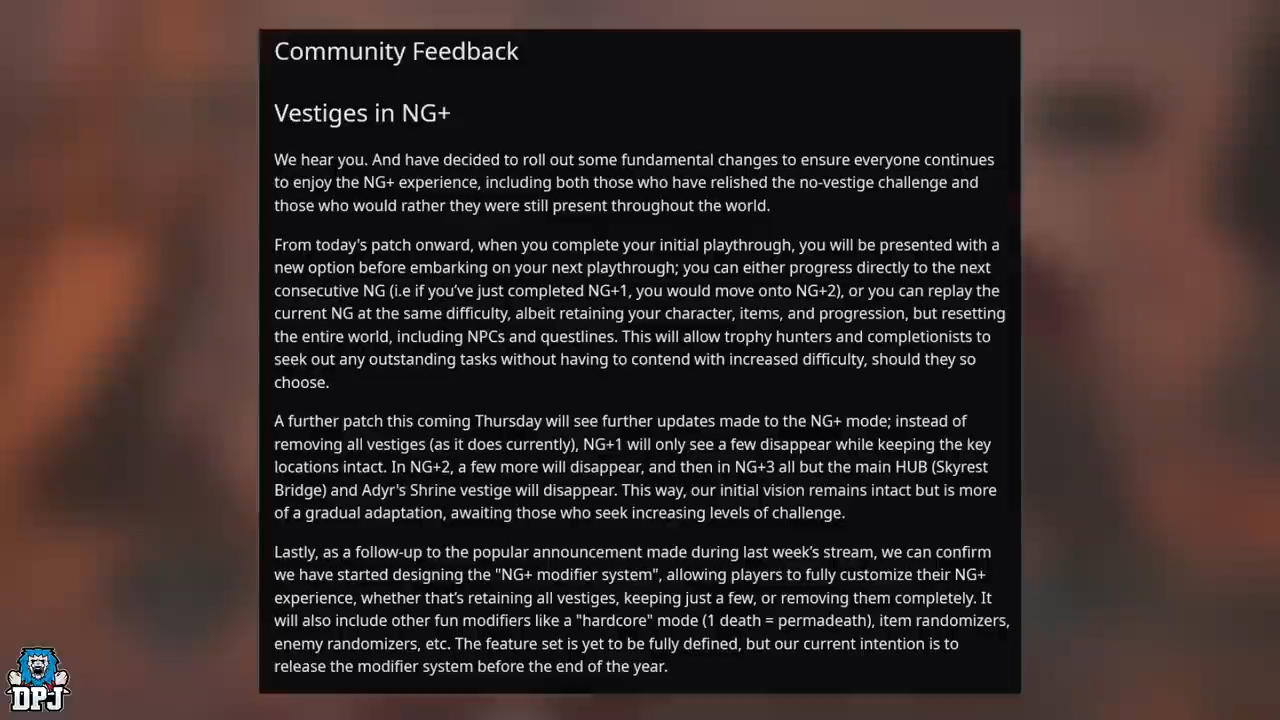 Community Feedback
Vestiges in NG+
We hear you. And have decided to roll out some fundamental changes to ensure everyone continues
to enjoy the NG+ experience, including both those who have relished the no-vestige challenge and
those who would rather they were still present throughout the world.
From today's patch onward, when you complete your initial playthrough, you will be presented with a
new option before embarking on your next playthrough; you can either progress directly to the next
consecutive NG (i.e if you've just completed NG+1, you would move onto NG+2), or you can replay the
current NG at the same difficulty, albeit retaining your character, items, and progression, but resetting
the entire world, including NPCs and questlines. This will allow trophy hunters and completionists to
seek out any outstanding tasks without having to contend with increased difficulty, should they so
choose.
A further patch this coming Thursday will see further updates made to the NG+ mode; instead of
removing all vestiges (as it does currently), NG+1 will only see a few disappear while keeping the key
locations intact. In NG+2, a few more will disappear, and then in NG+3 all but the main HUB (Skyrest
Bridge) and Adyr's Shrine vestige will disappear. This way, our initial vision remains intact but is more
of a gradual adaptation, awaiting those who seek increasing levels of challenge.
Lastly, as a follow-up to the popular announcement made during last week's stream, we can confirm
we have started designing the "NG+ modifier system", allowing players to fully customize their NG+
experience, whether that's retaining all vestiges, keeping just a few, or removing them completely. It
will also include other fun modifiers like a "hardcore" mode (1 death = permadeath), item randomizers,
enemy randomizers, etc. The feature set is yet to be fully defined, but our current intention is to
release the modifier system before the end of the year.
DPJ